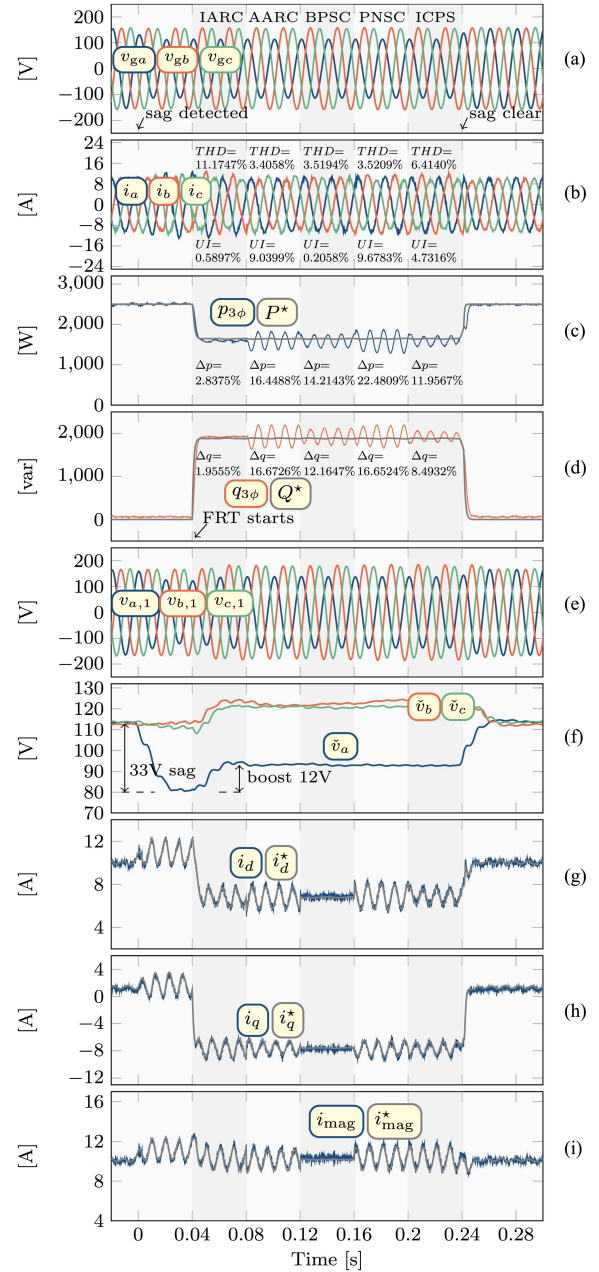 IARC AARC BPSC PNSC ICPS
200
100
0
−100
−200
[V]
v_ga v_gb v_gc
sag detected
sag clear
(a)
24
16
8
0
−8
−16
−24
[A]
THD= THD= THD= THD= THD=
11.1747% 3.4058% 3.5194% 3.5209% 6.4140%
i_a i_b i_c
UI= UI= UI= UI= UI=
0.5897% 9.0399% 0.2058% 9.6783% 4.7316%
(b)
3,000
2,000
1,000
0
[W]
p_3ϕ P⋆
Δp= Δp= Δp= Δp= Δp=
2.8375% 16.4488% 14.2143% 22.4809% 11.9567%
(c)
2,000
1,000
0
[var]
Δq= Δq= Δq= Δq= Δq=
1.9555% 16.6726% 12.1647% 16.6524% 8.4932%
q_3ϕ Q⋆
FRT starts
(d)
200
100
0
−100
−200
[V]
v_a,1 v_b,1 v_c,1
(e)
130
120
110
100
90
80
70
[V]
v̌_b v̌_c
v̌_a
33V sag
boost 12V
(f)
12
8
4
[A]
i_d i_d⋆
(g)
4
0
−4
−8
−12
[A]
i_q i_q⋆
(h)
16
12
8
4
[A]
i_mag i_mag⋆
(i)
0 0.04 0.08 0.12 0.16 0.2 0.24 0.28
Time [s]